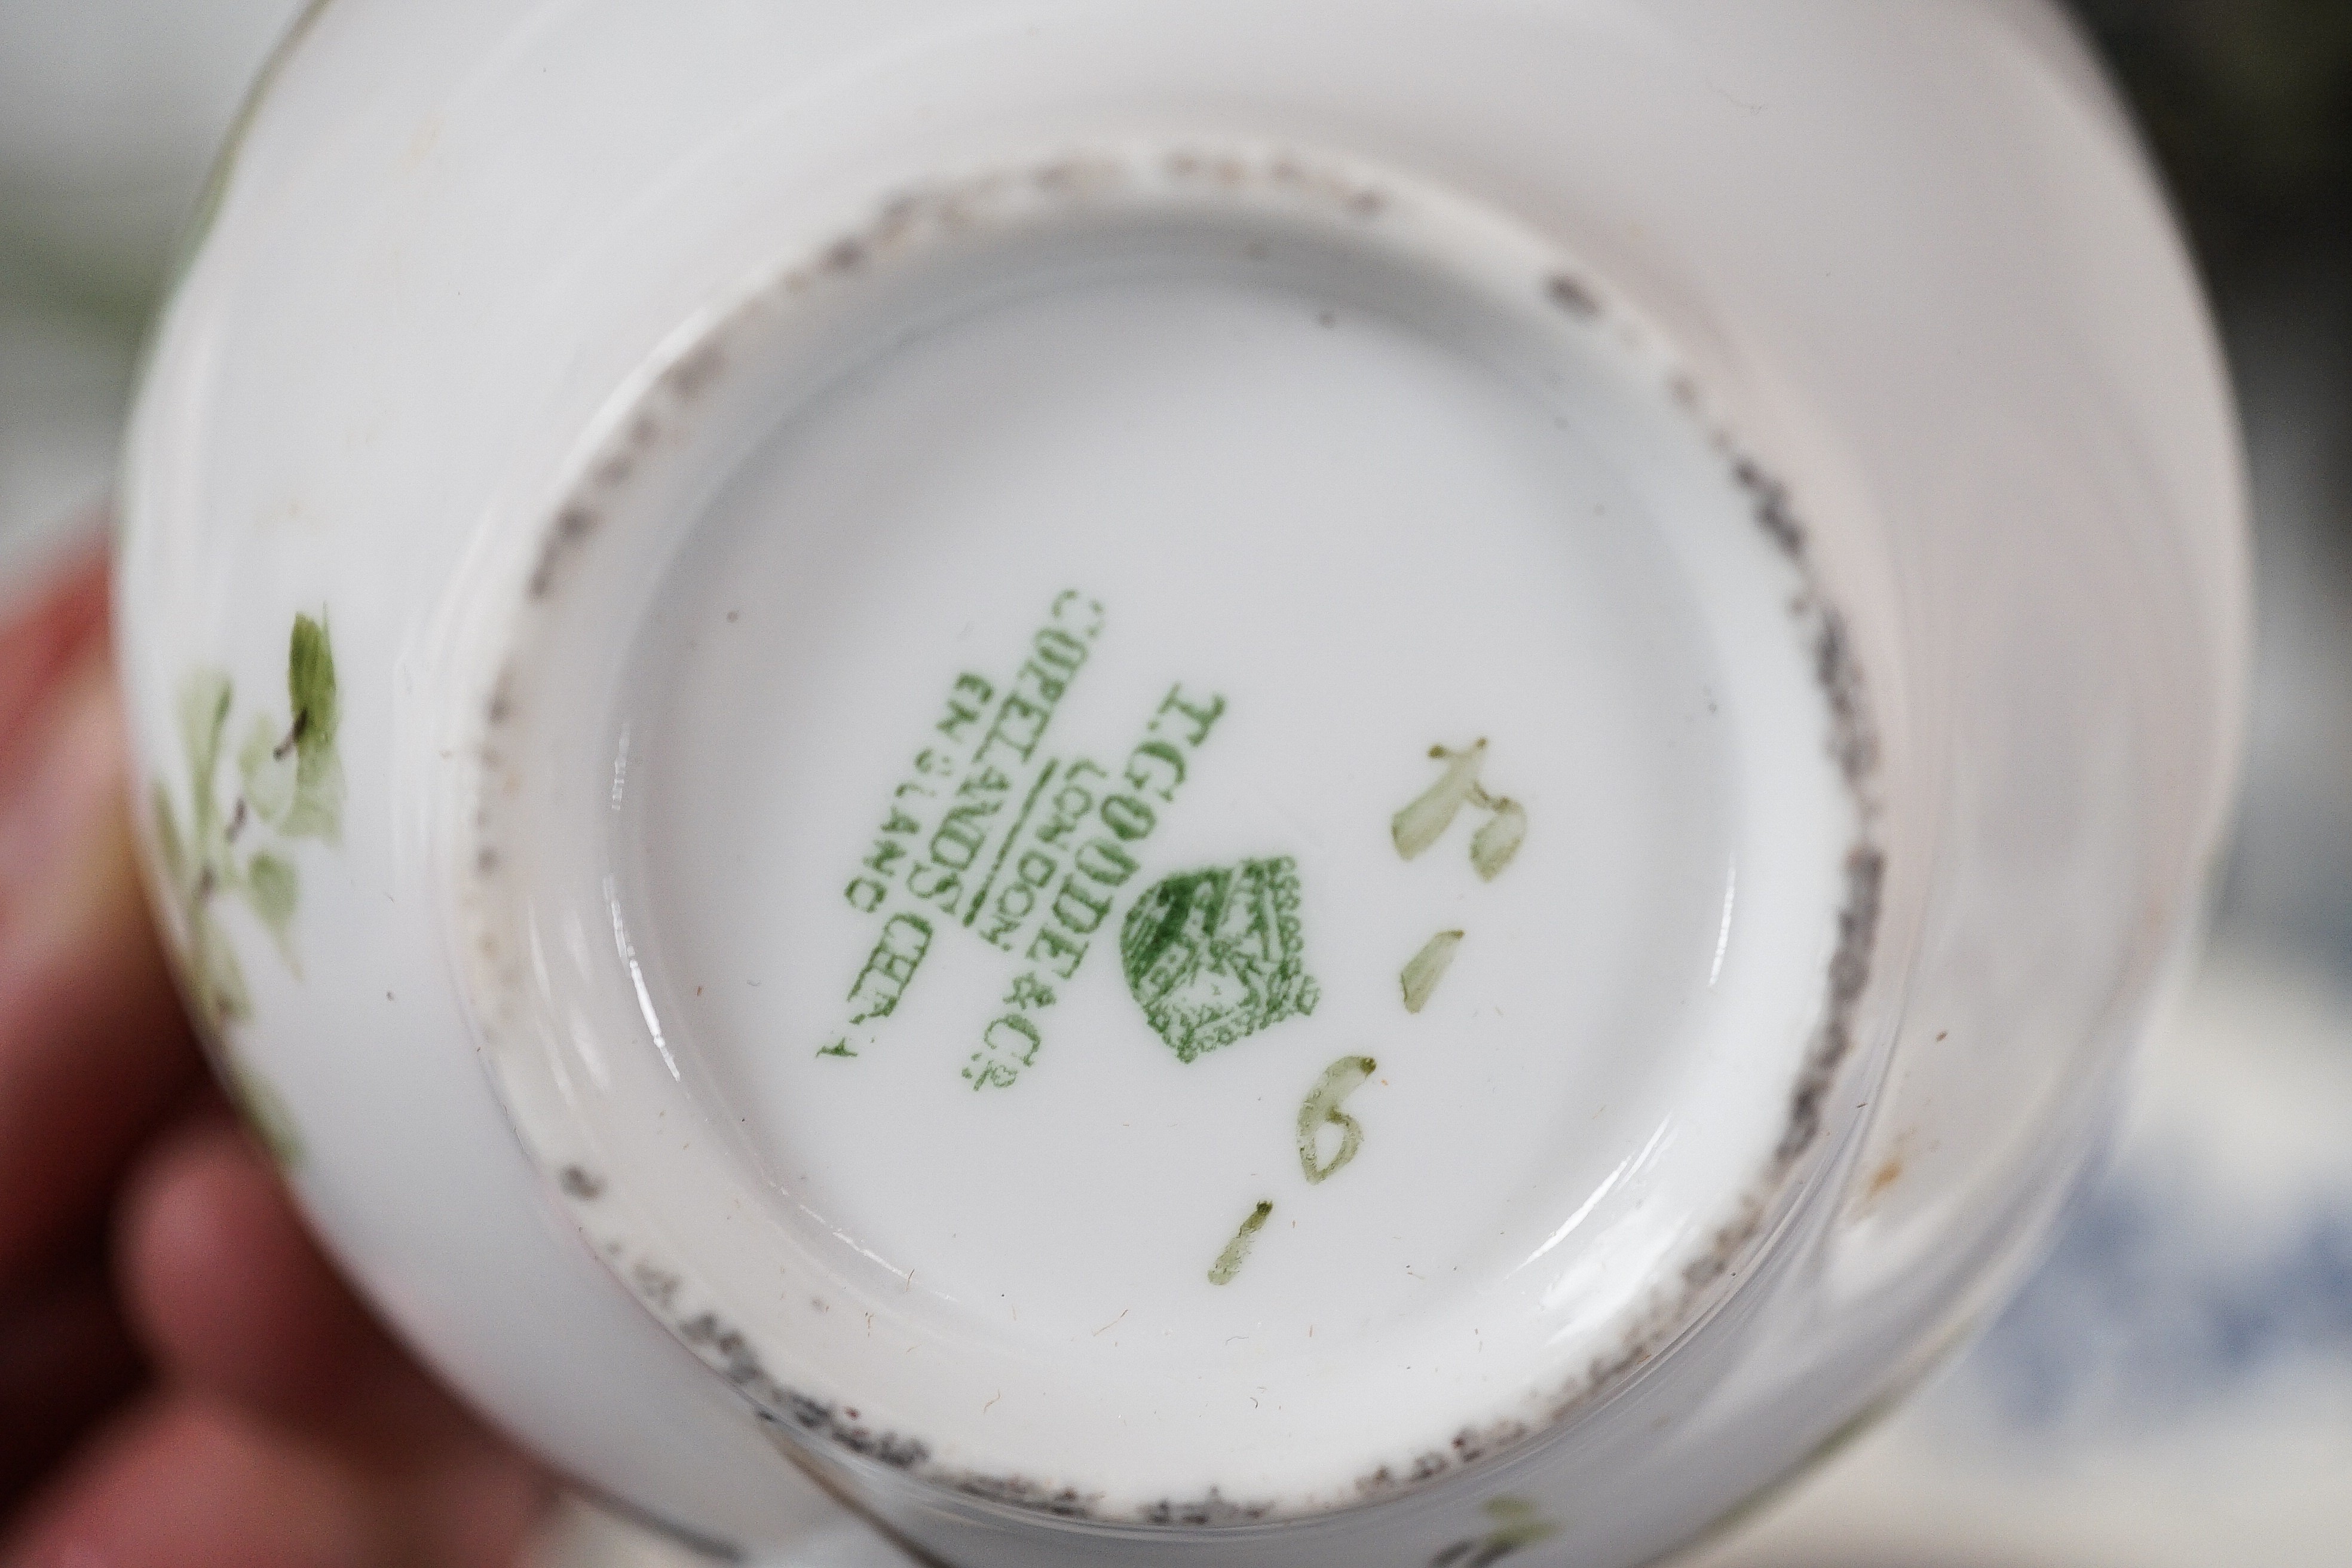 T. GOODE & Co.
LONDON
COPELANDS CHINA
ENGLAND